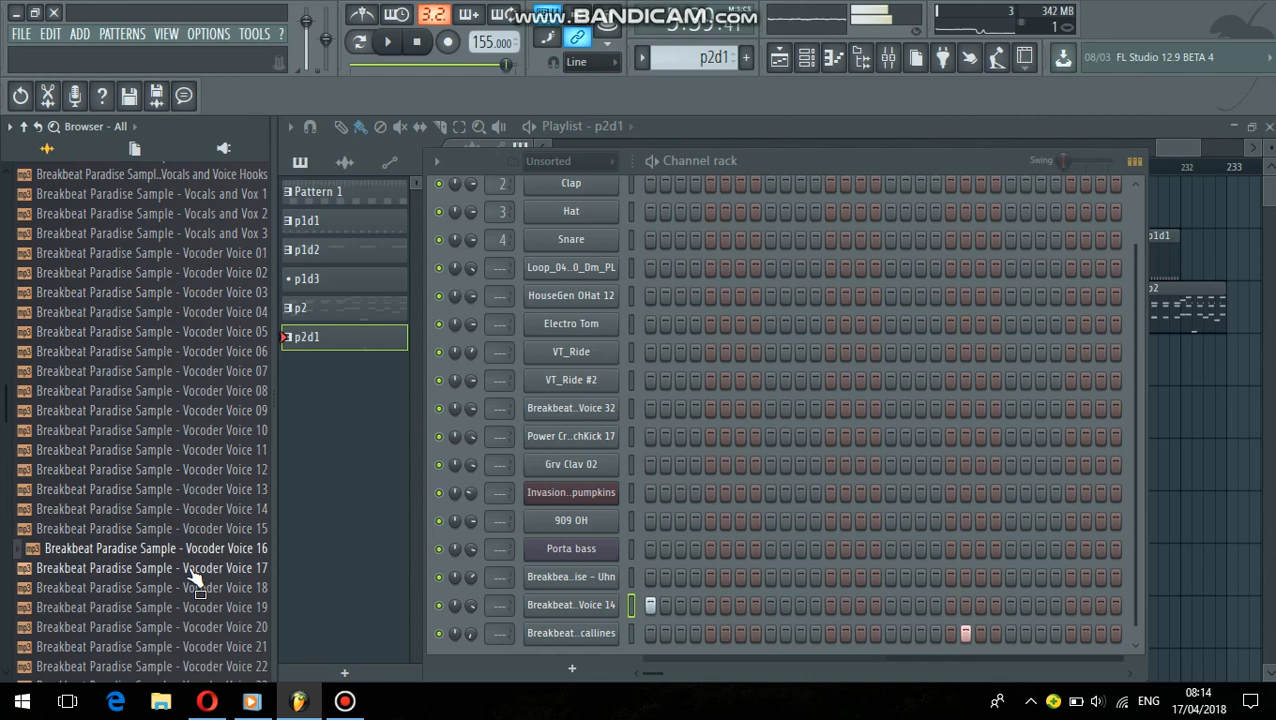 www.BANDICAM.com
FILE EDIT ADD PATTERNS VIEW OPTIONS TOOLS ?
3.2
155.000
Line
M:S:CS
p2d1
3
342 MB
1
08/03 FL Studio 12.9 BETA 4
Browser - All
Playlist - p2d1
Unsorted
Channel rack
Swing
232
233
Breakbeat Paradise Sampl..Vocals and Voice Hooks
Breakbeat Paradise Sample - Vocals and Vox 1
Breakbeat Paradise Sample - Vocals and Vox 2
Breakbeat Paradise Sample - Vocals and Vox 3
Breakbeat Paradise Sample - Vocoder Voice 01
Breakbeat Paradise Sample - Vocoder Voice 02
Breakbeat Paradise Sample - Vocoder Voice 03
Breakbeat Paradise Sample - Vocoder Voice 04
Breakbeat Paradise Sample - Vocoder Voice 05
Breakbeat Paradise Sample - Vocoder Voice 06
Breakbeat Paradise Sample - Vocoder Voice 07
Breakbeat Paradise Sample - Vocoder Voice 08
Breakbeat Paradise Sample - Vocoder Voice 09
Breakbeat Paradise Sample - Vocoder Voice 10
Breakbeat Paradise Sample - Vocoder Voice 11
Breakbeat Paradise Sample - Vocoder Voice 12
Breakbeat Paradise Sample - Vocoder Voice 13
Breakbeat Paradise Sample - Vocoder Voice 14
Breakbeat Paradise Sample - Vocoder Voice 15
Breakbeat Paradise Sample - Vocoder Voice 16
Breakbeat Paradise Sample - Vocoder Voice 17
Breakbeat Paradise Sample - Vocoder Voice 18
Breakbeat Paradise Sample - Vocoder Voice 19
Breakbeat Paradise Sample - Vocoder Voice 20
Breakbeat Paradise Sample - Vocoder Voice 21
Breakbeat Paradise Sample - Vocoder Voice 22
Pattern 1
p1d1
p1d2
p1d3
p2
p2d1
2 Clap
3 Hat
4 Snare
Loop_04..0_Dm_PL
HouseGen OHat 12
Electro Tom
VT_Ride
VT_Ride #2
Breakbeat..Voice 32
Power Cr..chKick 17
Grv Clav 02
Invasion..pumpkins
909 OH
Porta bass
Breakbea..ise - Uhn
Breakbeat..Voice 14
Breakbeat..callines
p1d1
p2
ENG
08:14
17/04/2018